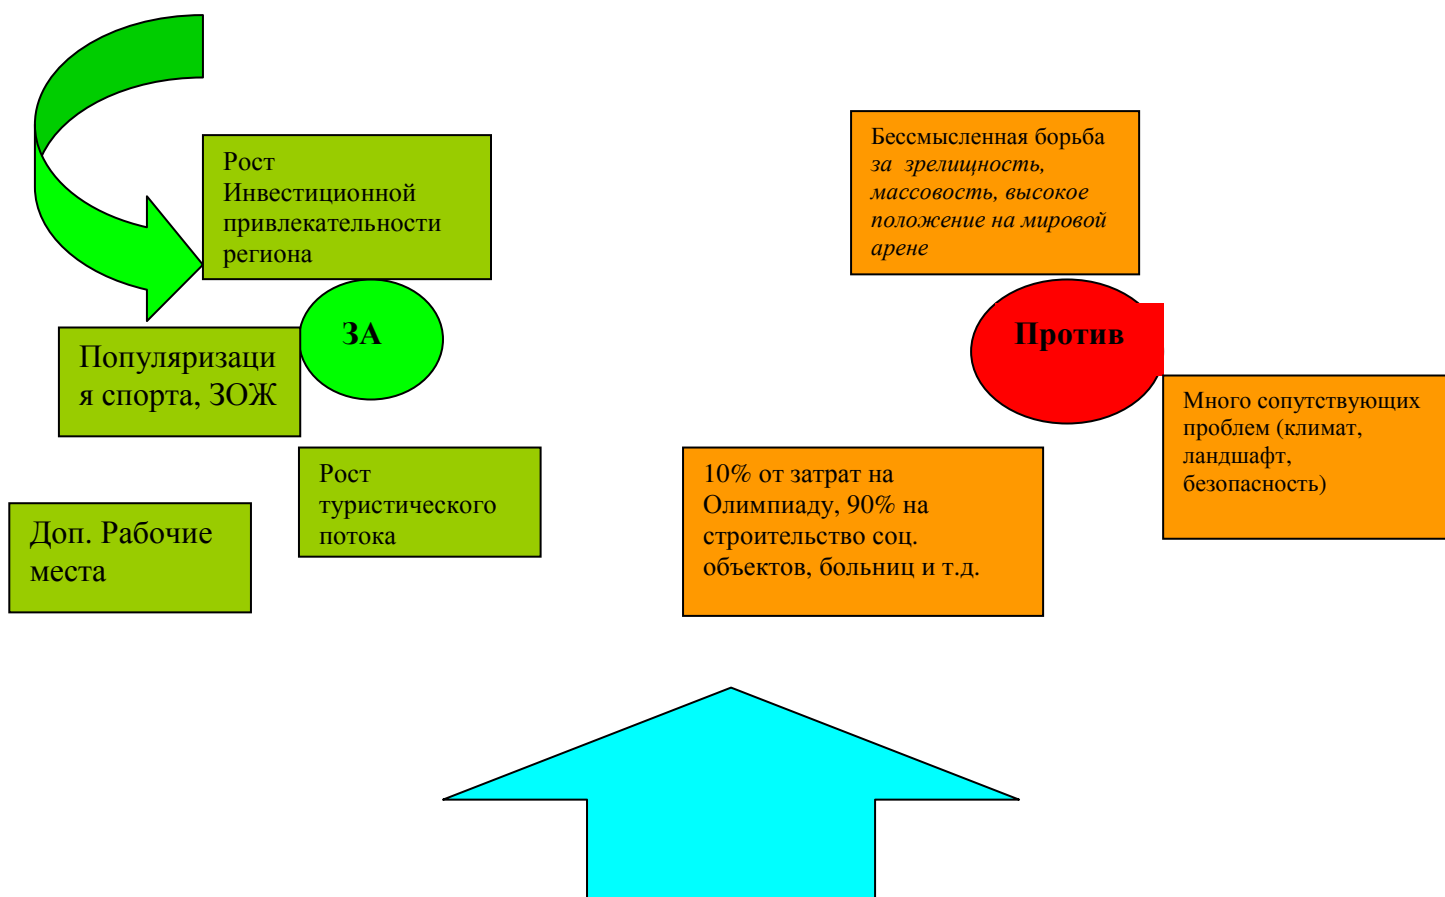 Рост
Инвестиционной
привлекательности
региона
ЗА
Популяризаци
я спорта, ЗОЖ
Рост
туристического
потока
Доп. Рабочие
места
Бессмысленная борьба
за зрелищность,
массовость, высокое
положение на мировой
арене
Против
Много сопутствующих
проблем (климат,
ландшафт,
безопасность)
10% от затрат на
Олимпиаду, 90% на
строительство соц.
объектов, больниц и т.д.